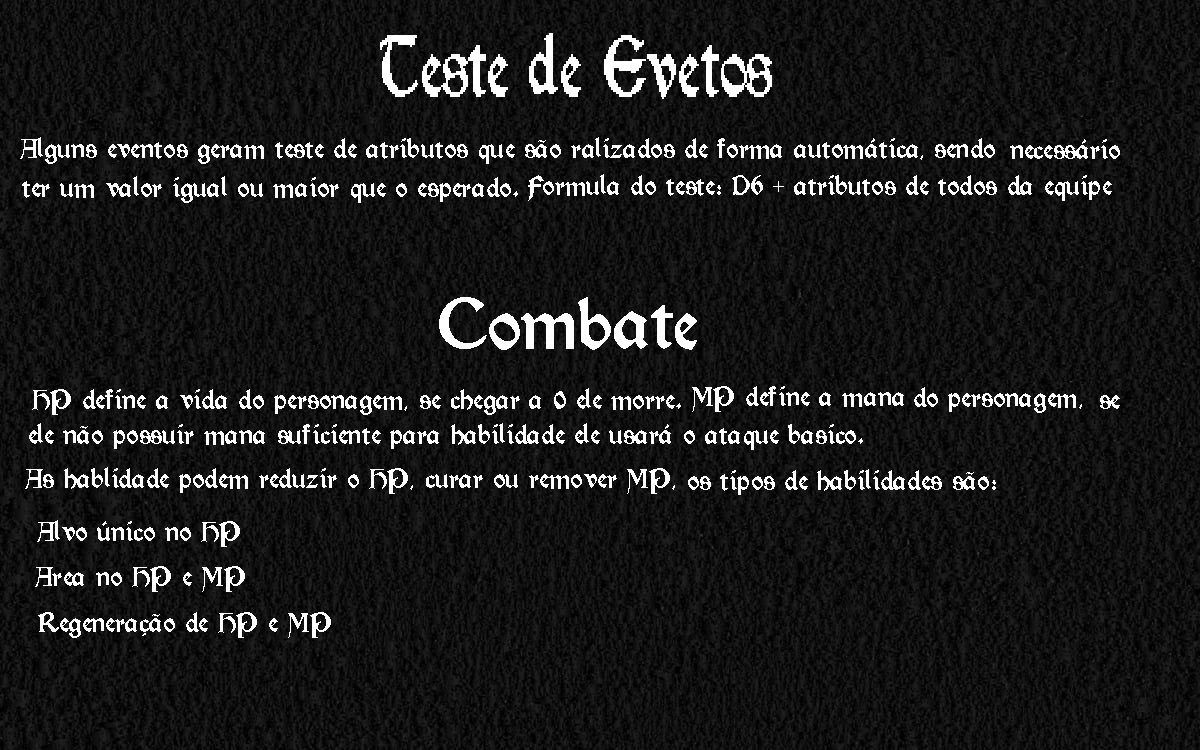 Teste de Evetos
Alguns eventos geram teste de atributos que são ralizados de forma automática, sendo necessário
ter um valor igual ou maior que o esperado. Formula do teste: D6 + atributos de todos da equipe
Combate
HP define a vida do personagem, se chegar a 0 ele morre. MP define a mana do personagem, se
ele não possuir mana suficiente para habilidade ele usará o ataque basico.
As hablidade podem reduzir o HP, curar ou remover MP, os tipos de habilidades são:
Alvo único no HP
Area no HP e MP
Regeneração de HP e MP